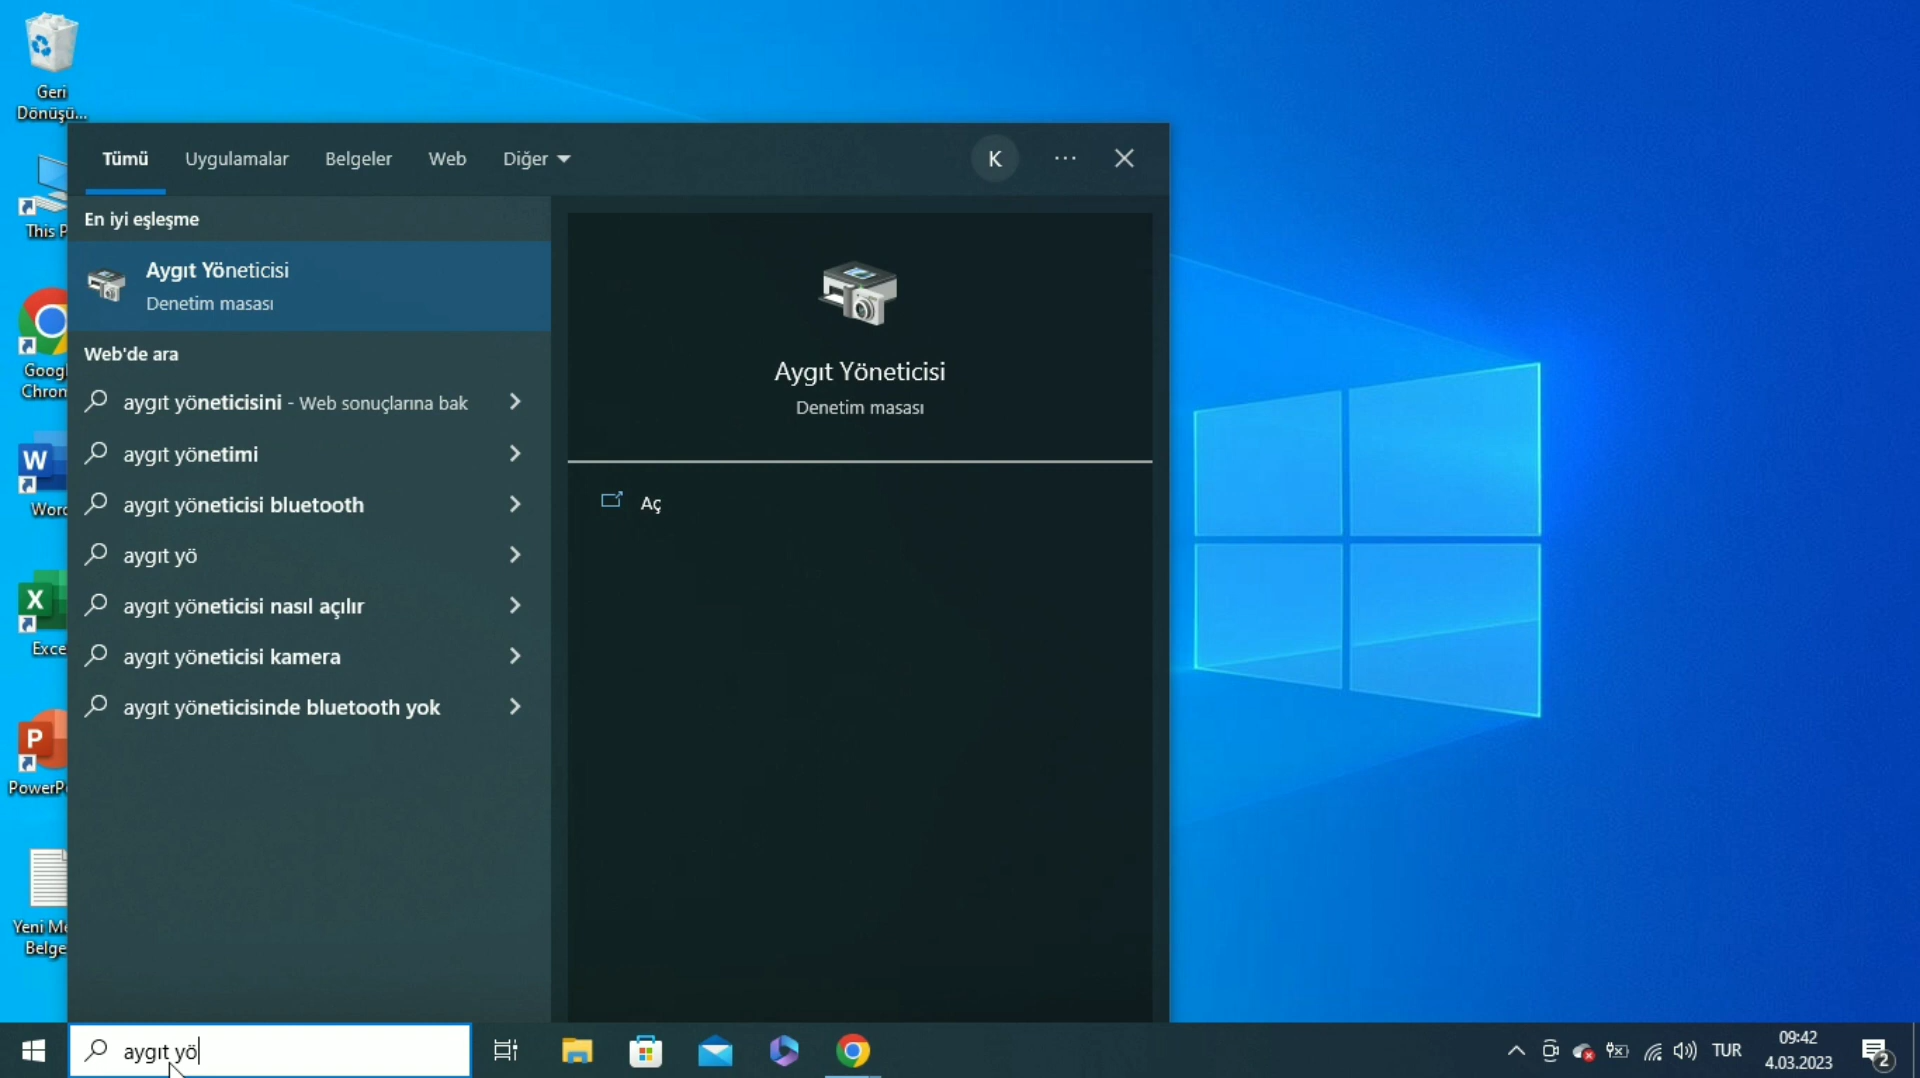 Geri
Dönüşü...
This P
Googl
Chrom
W
Word
X
Exce
P
PowerPo
Yeni Me
Belge
Tümü
Uygulamalar
Belgeler
Web
Diğer
K
En iyi eşleşme
Aygıt Yöneticisi
Denetim masası
Web'de ara
aygıt yöneticisini - Web sonuçlarına bak
aygıt yönetimi
aygıt yöneticisi bluetooth
aygıt yö
aygıt yöneticisi nasıl açılır
aygıt yöneticisi kamera
aygıt yöneticisinde bluetooth yok
Aygıt Yöneticisi
Denetim masası
Aç
aygıt yö
TUR
09:42
4.03.2023
2